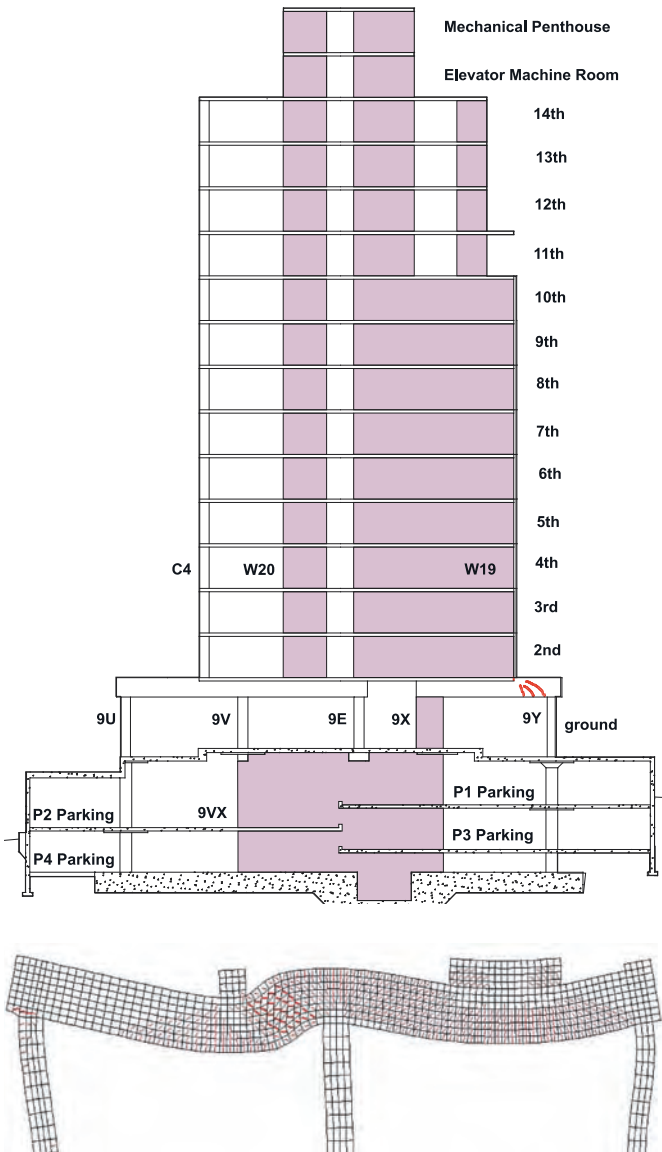 Mechanical Penthouse
Elevator Machine Room
14th
13th
12th
11th
10th
9th
8th
7th
6th
5th
C4 W20 W19 4th
3rd
2nd
9U 9V 9E 9X 9Y ground
P1 Parking
P2 Parking 9VX
P3 Parking
P4 Parking